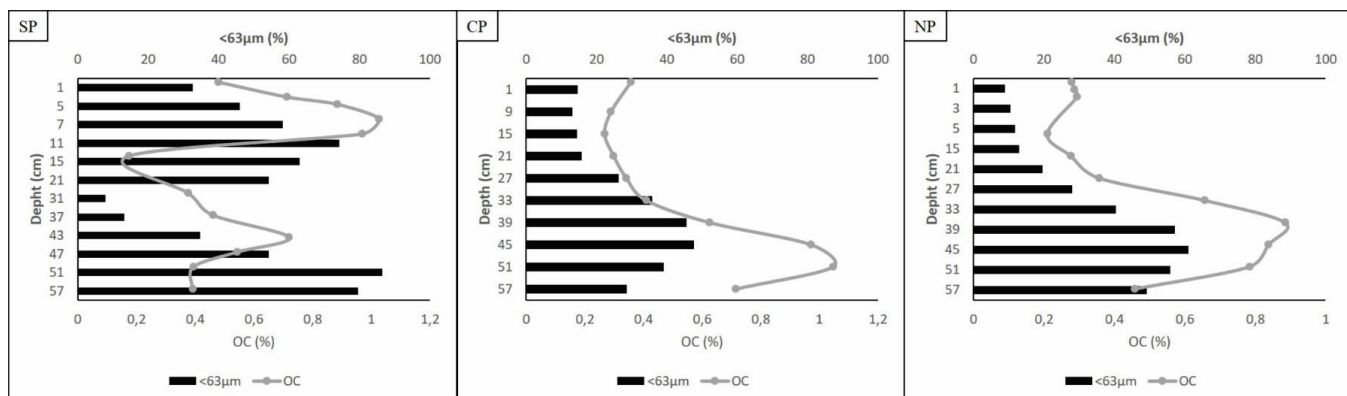 SP
<63µm (%)
0 20 40 60 80 100
Depht (cm)
1
5
7
11
15
21
31
37
43
47
51
57
0 0,2 0,4 0,6 0,8 1 1,2
OC (%)
<63µm OC
CP
<63µm (%)
0 20 40 60 80 100
Depth (cm)
1
9
15
21
27
33
39
45
51
57
0 0,2 0,4 0,6 0,8 1 1,2
OC (%)
<63µm OC
NP
<63µm (%)
0 20 40 60 80 100
Depth (cm)
1
3
5
15
21
27
33
39
45
51
57
0 0,2 0,4 0,6 0,8 1
OC (%)
<63µm OC